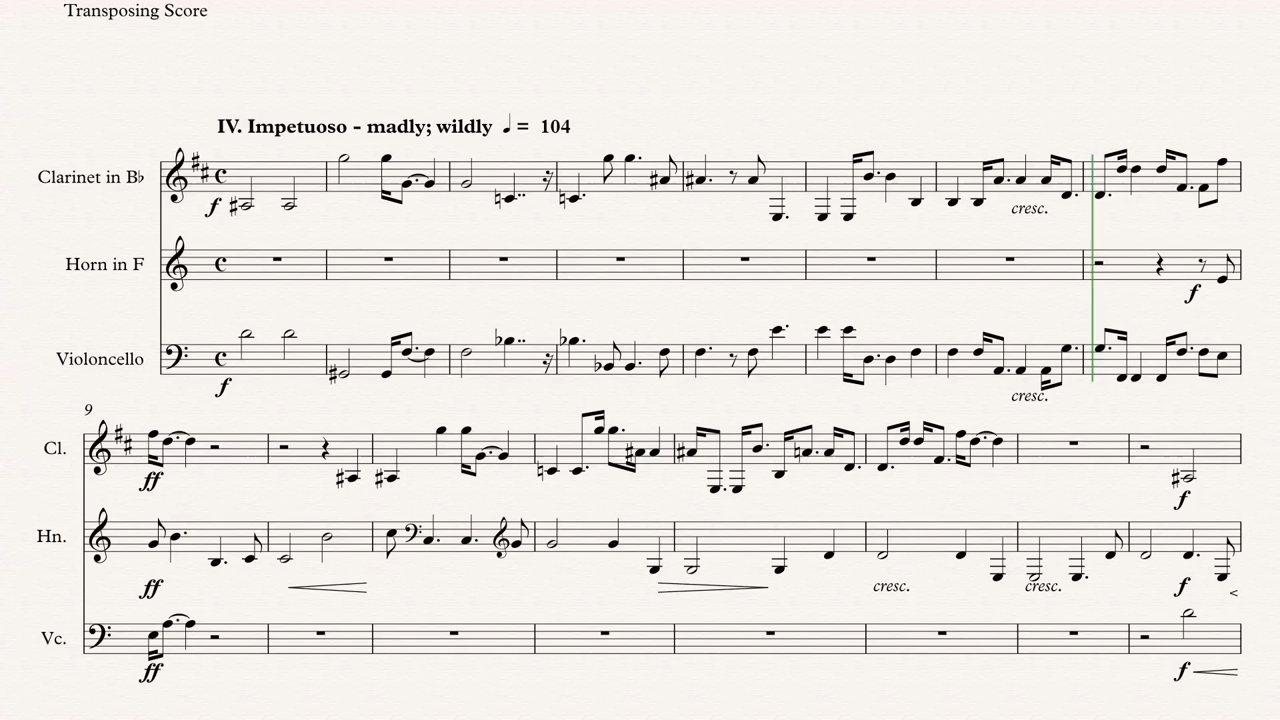 Transposing Score
IV. Impetuoso - madly; wildly ♩ = 104
Clarinet in B♭
f
cresc.
Horn in F
f
Violoncello
f
cresc.
9
Cl.
ff
f
Hn.
ff
cresc.
cresc.
f
Vc.
ff
f